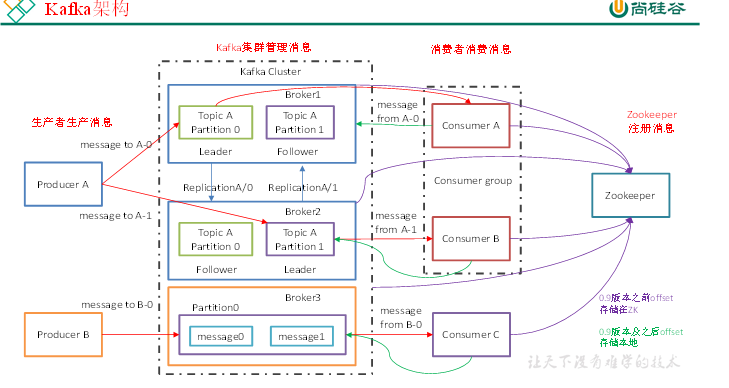 Kafka架构
尚硅谷
Kafka集群管理消息
消费者消费消息
Kafka Cluster
Broker1
Topic A
Partition 0
Topic A
Partition 1
Leader
Follower
生产者生产消息
message to A-0
message
from A-0
Consumer A
Zookeeper
注册消息
Producer A
ReplicationA/0
ReplicationA/1
Consumer group
Zookeeper
message to A-1
Broker2
Topic A
Partition 0
Topic A
Partition 1
Follower
Leader
message
from A-1
Consumer B
Broker3
Partition0
message0
message1
message to B-0
Producer B
message
from B-0
Consumer C
0.9版本之前offset
存储在ZK
0.9版本及之后offset
存储本地
让天下没有难学的技术